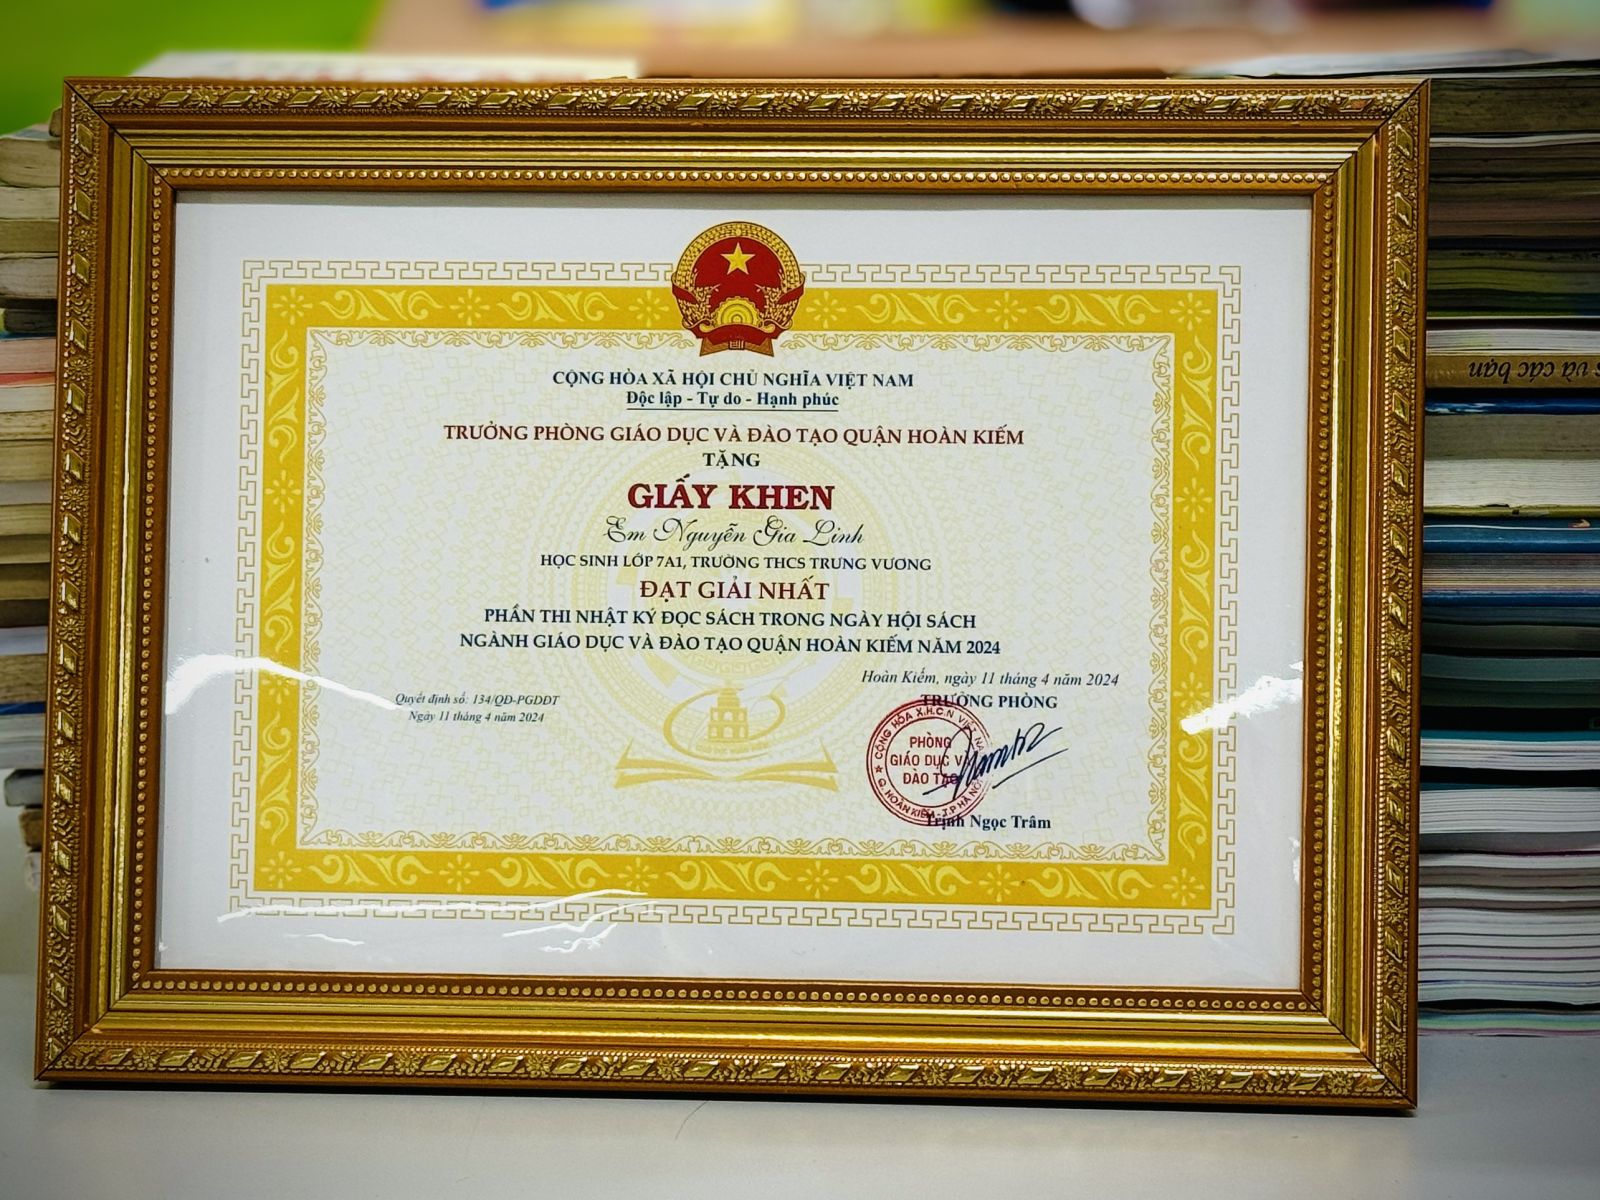 CỘNG HÒA XÃ HỘI CHỦ NGHĨA VIỆT NAM
Độc lập - Tự do - Hạnh phúc
TRƯỞNG PHÒNG GIÁO DỤC VÀ ĐÀO TẠO QUẬN HOÀN KIẾM
TẶNG
GIẤY KHEN
Em Nguyễn Gia Linh
HỌC SINH LỚP 7A1, TRƯỜNG THCS TRƯNG VƯƠNG
ĐẠT GIẢI NHẤT
PHẦN THI NHẬT KÝ ĐỌC SÁCH TRONG NGÀY HỘI SÁCH
NGÀNH GIÁO DỤC VÀ ĐÀO TẠO QUẬN HOÀN KIẾM NĂM 2024
Hoàn Kiếm, ngày 11 tháng 4 năm 2024
TRƯỞNG PHÒNG
Quyết định số: 134/QĐ-PGDĐT
Ngày 11 tháng 4 năm 2024
CỘNG HÒA X.H.C.N VIỆT NAM
PHÒNG
GIÁO DỤC VÀ
ĐÀO TẠO
Q. HOÀN KIẾM - T.P HÀ NỘI
Trịnh Ngọc Trâm
và các bạn